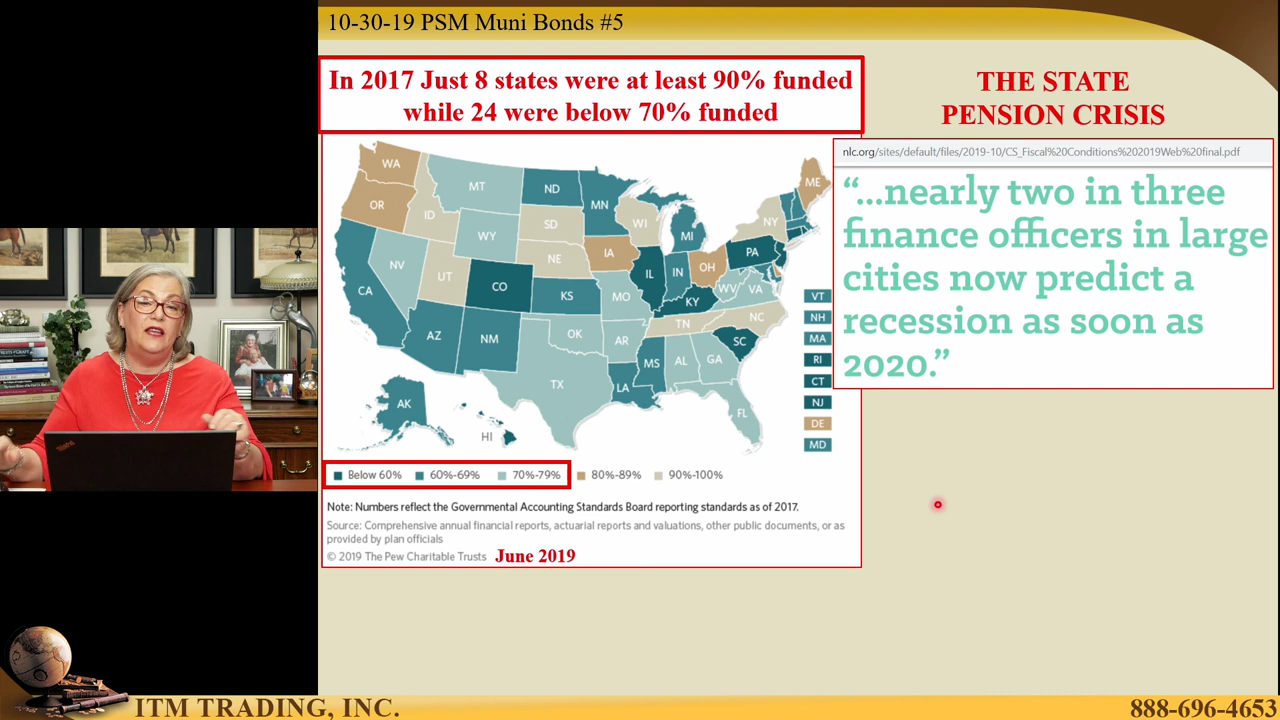 10-30-19 PSM Muni Bonds #5
In 2017 Just 8 states were at least 90% funded
while 24 were below 70% funded
THE STATE
PENSION CRISIS
nlc.org/sites/default/files/2019-10/CS_Fiscal%20Conditions%202019Web%20final.pdf
“...nearly two in three
finance officers in large
cities now predict a
recession as soon as
2020.”
WA
OR
ID
MT
ND
MN
SD
WY
NV
UT
NE
IA
WI
MI
NY
ME
CA
CO
KS
MO
IL
IN
OH
PA
KY
WV
VA
AZ
NM
OK
AR
TN
NC
SC
TX
LA
MS
AL
GA
FL
AK
HI
VT
NH
MA
RI
CT
NJ
DE
MD
Below 60% 60%-69% 70%-79% 80%-89% 90%-100%
Note: Numbers reflect the Governmental Accounting Standards Board reporting standards as of 2017.
Source: Comprehensive annual financial reports, actuarial reports and valuations, other public documents, or as
provided by plan officials
© 2019 The Pew Charitable Trusts June 2019
ITM TRADING, INC.
888-696-4653